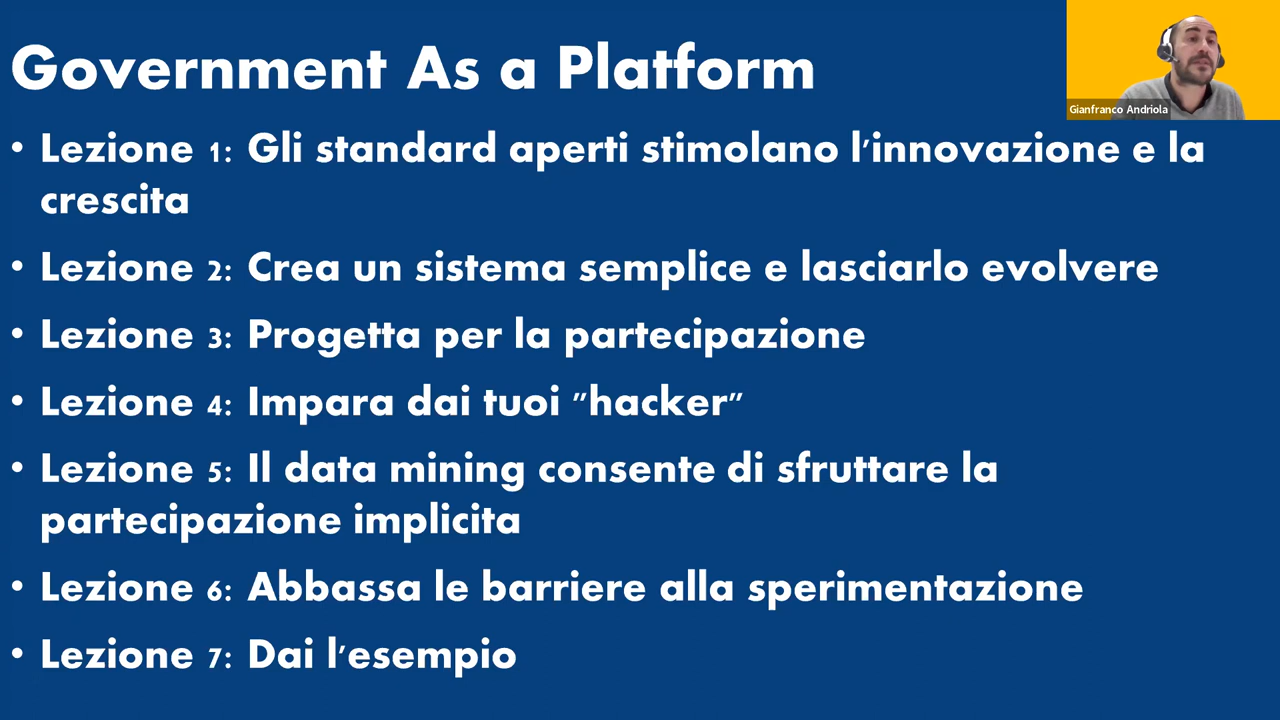 Government As a Platform
Gianfranco Andriola
• Lezione 1: Gli standard aperti stimolano l'innovazione e la
crescita
• Lezione 2: Crea un sistema semplice e lasciarlo evolvere
• Lezione 3: Progetta per la partecipazione
• Lezione 4: Impara dai tuoi "hacker"
• Lezione 5: Il data mining consente di sfruttare la
partecipazione implicita
• Lezione 6: Abbassa le barriere alla sperimentazione
• Lezione 7: Dai l'esempio